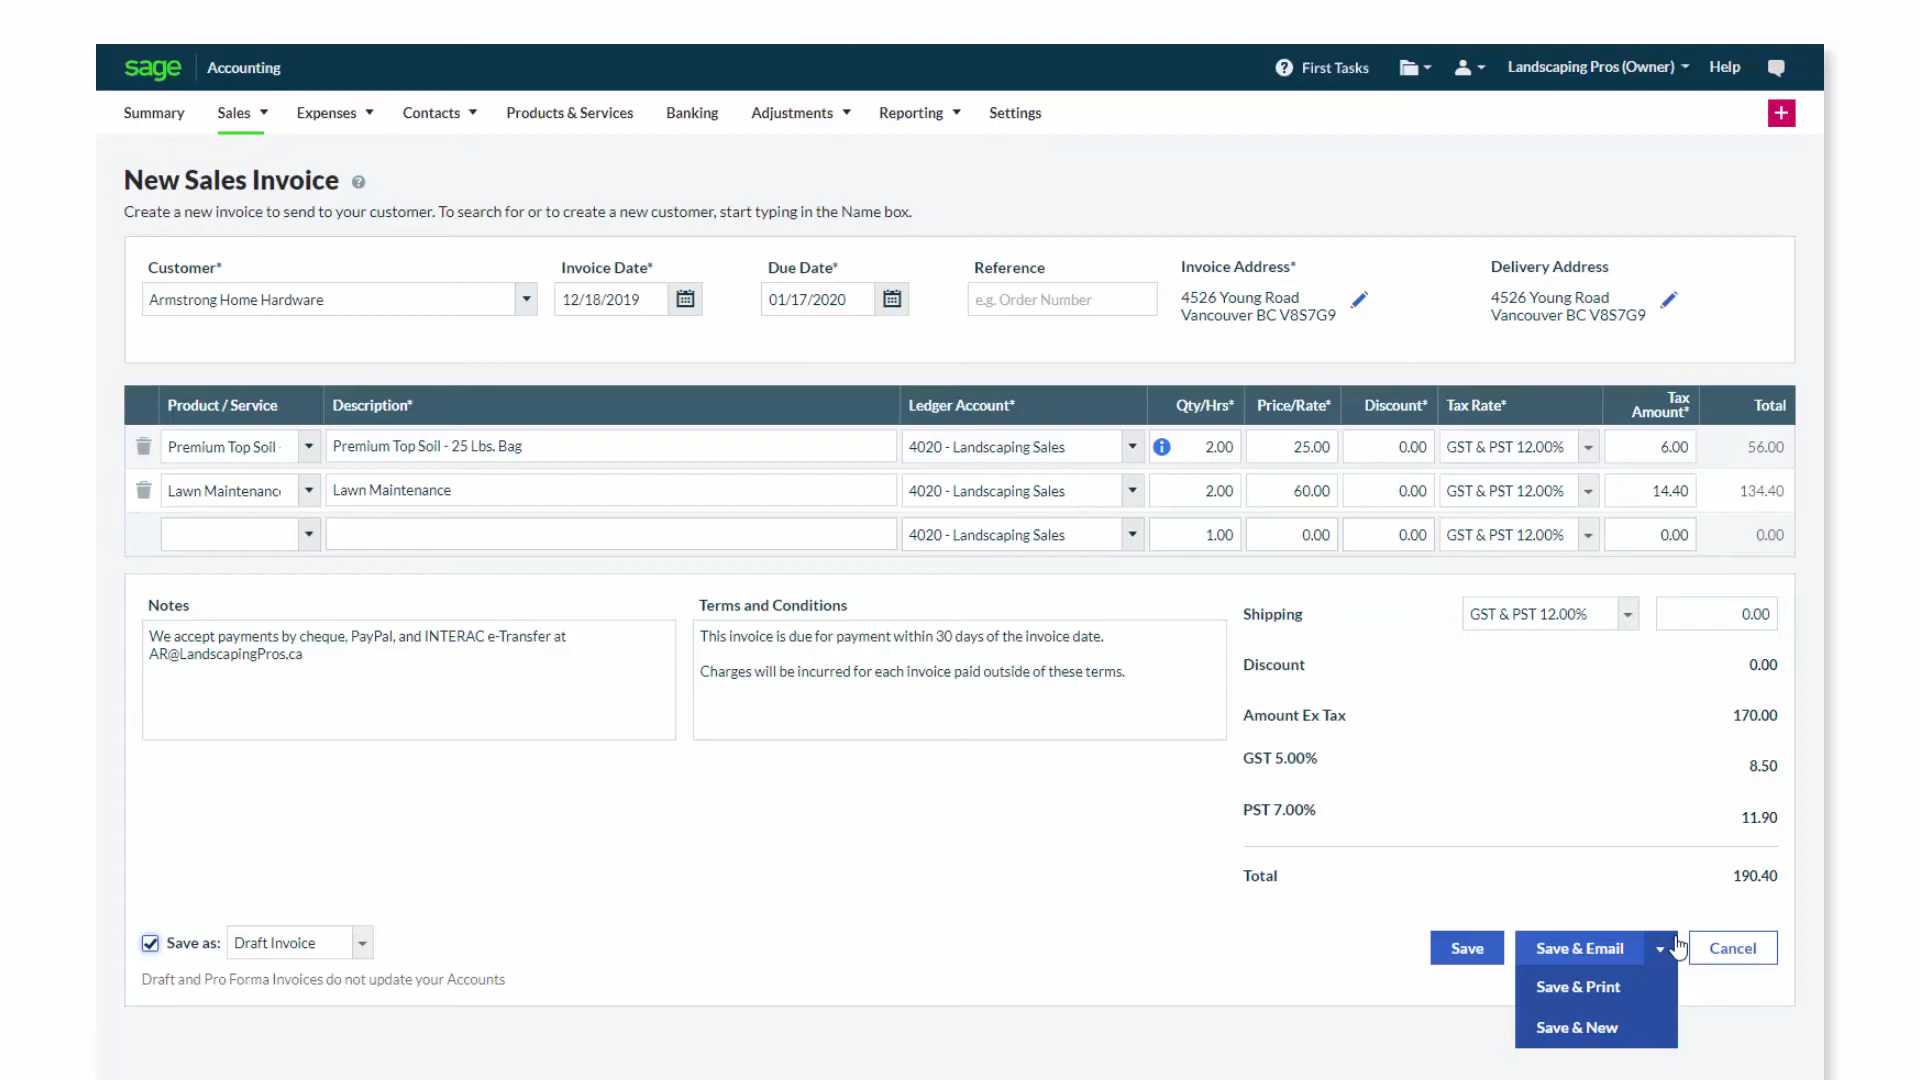 sage Accounting First Tasks Landscaping Pros (Owner) Help
Summary Sales Expenses Contacts Products & Services Banking Adjustments Reporting Settings +
New Sales Invoice ?
Create a new invoice to send to your customer. To search for or to create a new customer, start typing in the Name box.
Customer* Invoice Date* Due Date* Reference Invoice Address* Delivery Address
Armstrong Home Hardware 12/18/2019 01/17/2020 e.g. Order Number 4526 Young Road 4526 Young Road
Vancouver BC V8S7G9 Vancouver BC V8S7G9
Product / Service Description* Ledger Account* Qty/Hrs* Price/Rate* Discount* Tax Rate* Tax Amount* Total
Premium Top Soil - Premium Top Soil - 25 Lbs. Bag 4020 - Landscaping Sales 2.00 25.00 0.00 GST & PST 12.00% 6.00 56.00
Lawn Maintenanc Lawn Maintenance 4020 - Landscaping Sales 2.00 60.00 0.00 GST & PST 12.00% 14.40 134.40
4020 - Landscaping Sales 1.00 0.00 0.00 GST & PST 12.00% 0.00 0.00
Notes
We accept payments by cheque, PayPal, and INTERAC e-Transfer at
AR@LandscapingPros.ca
Terms and Conditions
This invoice is due for payment within 30 days of the invoice date.
Charges will be incurred for each invoice paid outside of these terms.
Shipping GST & PST 12.00% 0.00
Discount 0.00
Amount Ex Tax 170.00
GST 5.00% 8.50
PST 7.00% 11.90
Total 190.40
Save as: Draft Invoice
Draft and Pro Forma Invoices do not update your Accounts
Save Save & Email Cancel
Save & Print
Save & New